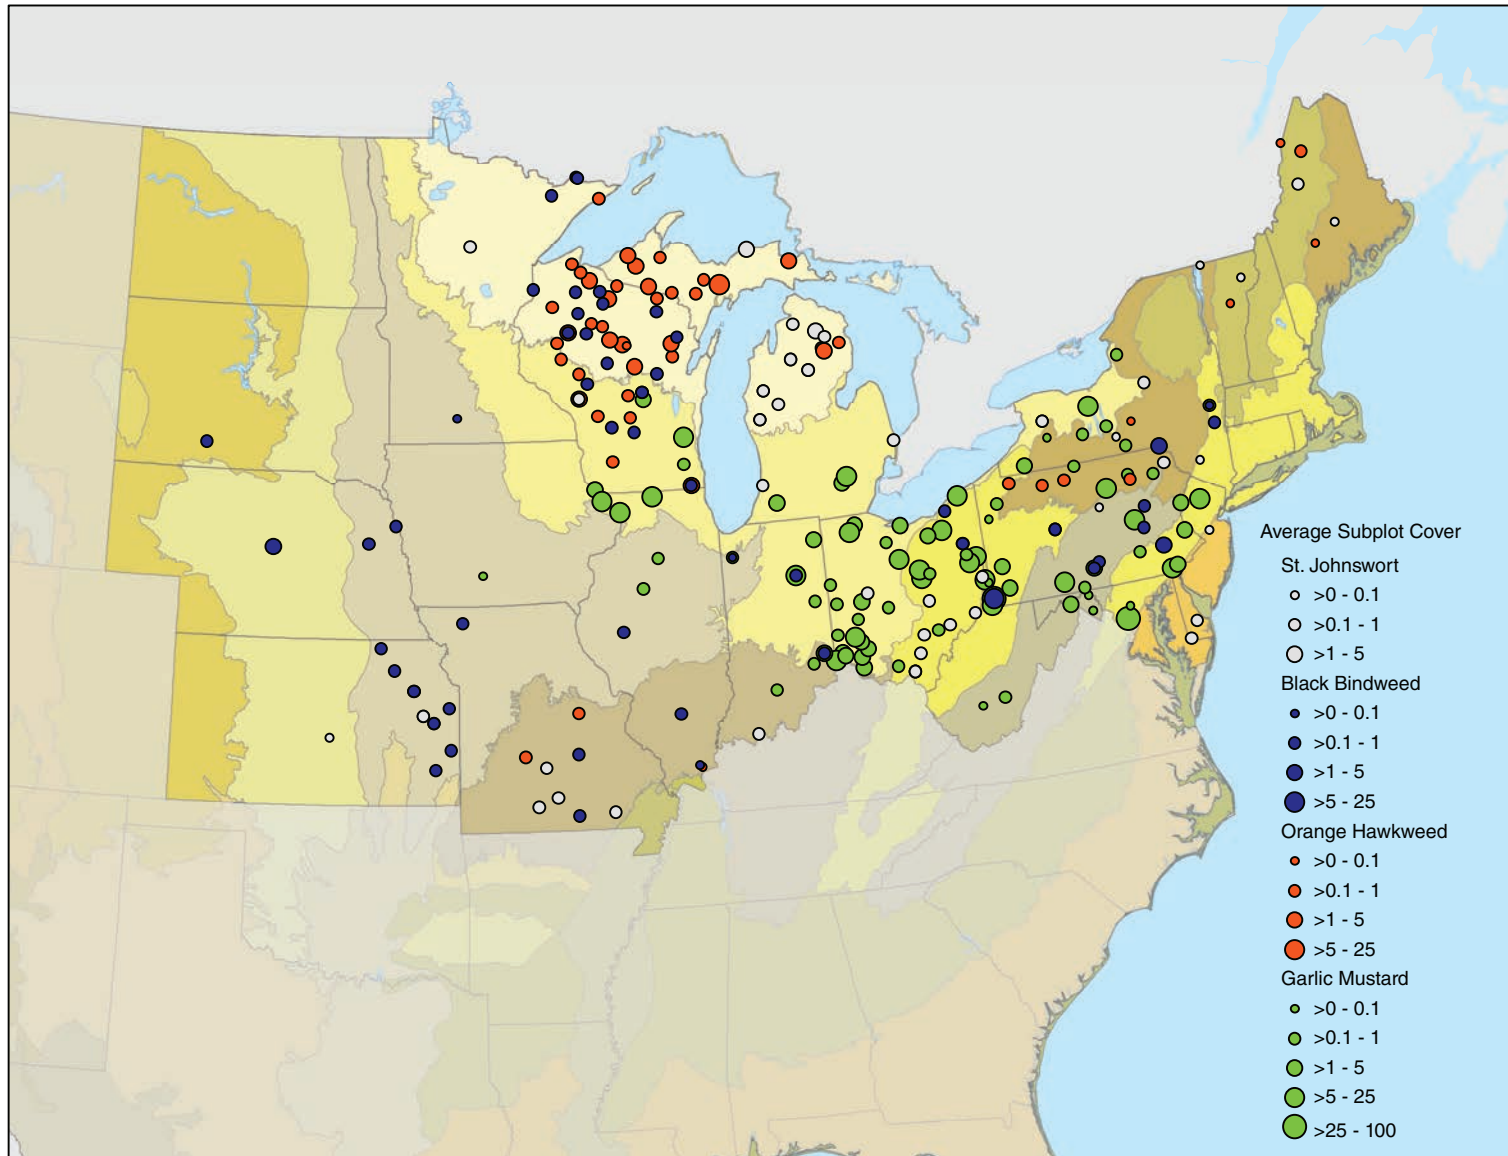 Average Subplot Cover
St. Johnswort
>0 - 0.1
>0.1 - 1
>1 - 5
Black Bindweed
>0 - 0.1
>0.1 - 1
>1 - 5
>5 - 25
Orange Hawkweed
>0 - 0.1
>0.1 - 1
>1 - 5
>5 - 25
Garlic Mustard
>0 - 0.1
>0.1 - 1
>1 - 5
>5 - 25
>25 - 100